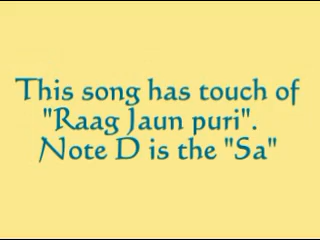 This song has touch of
"Raag Jaun puri".
Note D is the "Sa"